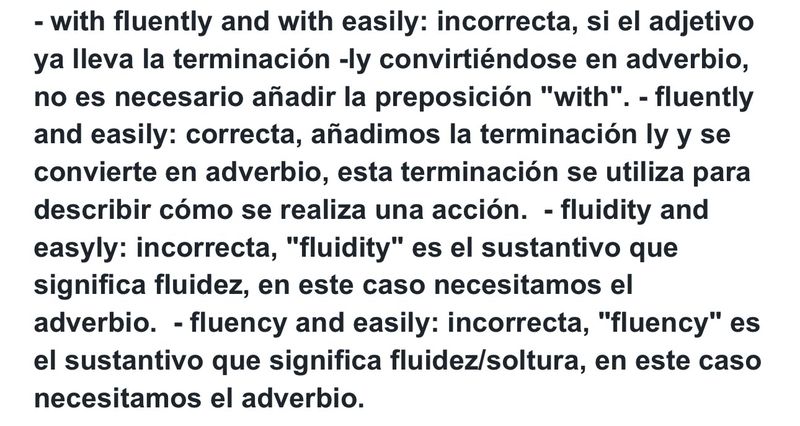 - with fluently and with easily: incorrecta, si el adjetivo
ya lleva la terminación -ly convirtiéndose en adverbio,
no es necesario añadir la preposición "with". - fluently
and easily: correcta, añadimos la terminación ly y se
convierte en adverbio, esta terminación se utiliza para
describir cómo se realiza una acción.  - fluidity and
easyly: incorrecta, "fluidity" es el sustantivo que
significa fluidez, en este caso necesitamos el
adverbio.  - fluency and easily: incorrecta, "fluency" es
el sustantivo que significa fluidez/soltura, en este caso
necesitamos el adverbio.